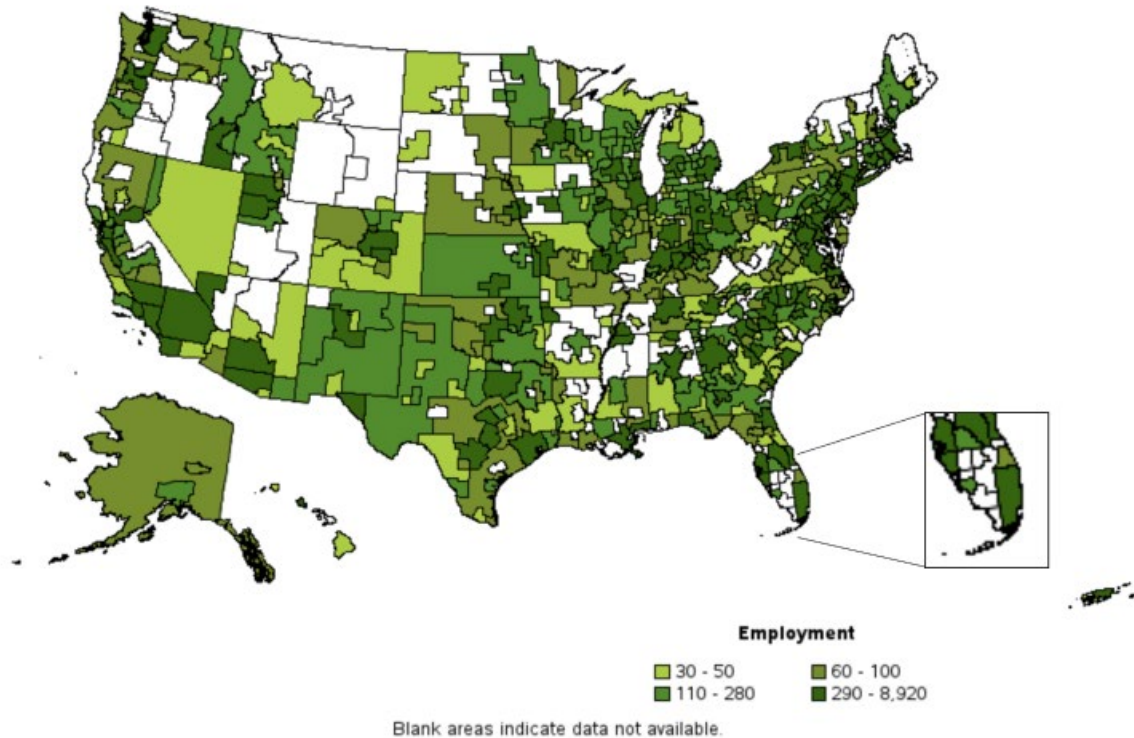 Employment
30 - 50 60 - 100
110 - 280 290 - 8,920
Blank areas indicate data not available.